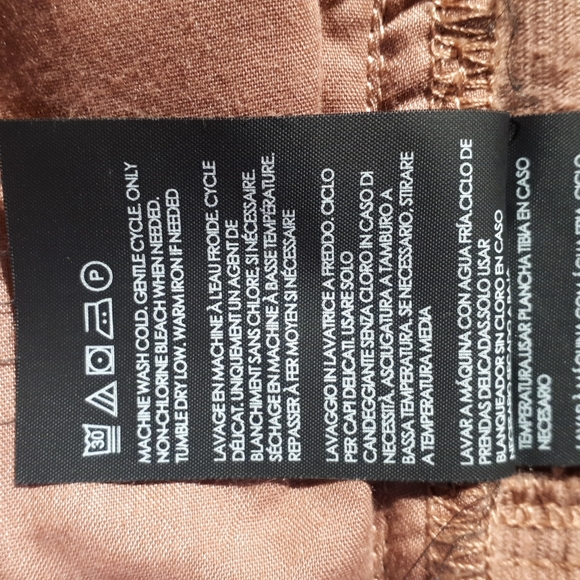 30 P
MACHINE WASH COLD, GENTLE CYCLE, ONLY
NON-CHLORINE BLEACH WHEN NEEDED.
TUMBLE DRY LOW. WARM IRON IF NEEDED
LAVAGE EN MACHINE À L'EAU FROIDE, CYCLE
DÉLICAT, UNIQUEMENT UN AGENT DE
BLANCHIMENT SANS CHLORE, SI NÉCESSAIRE.
SÉCHAGE EN MACHINE À BASSE TEMPÉRATURE.
REPASSER À FER MOYEN SI NÉCESSAIRE
LAVAGGIO IN LAVATRICE A FREDDO, CICLO
PER CAPI DELICATI, USARE SOLO
CANDEGGIANTE SENZA CLORO IN CASO DI
NECESSITÀ, ASCIUGATURA A TAMBURO A
BASSA TEMPERATURA, SE NECESSARIO, STIRARE
A TEMPERATURA MEDIA
LAVAR A MÁQUINA CON AGUA FRÍA, CICLO DE
PRENDAS DELICADAS, SOLO USAR
BLANQUEADOR SIN CLORO EN CASO
TEMPERATURA, USAR PLANCHA TIBIA EN CASO
NECESARIO